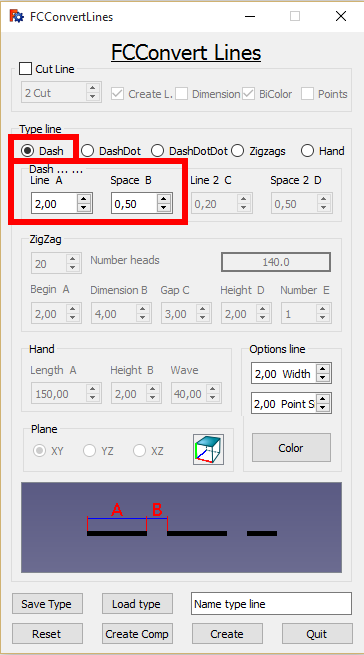 FCConvertLines
FCConvert Lines
Cut Line
2 Cut Create L. Dimension BiColor Points
Type line
Dash DashDot DashDotDot Zigzags Hand
Dash ... ...
Line A Space B Line 2 C Space 2 D
2,00 0,50 0,20 0,50
ZigZag
20 Number heads 140.0
Begin A Dimension B Gap C Height D Number E
2,00 4,00 3,00 2,00 1
Hand
Length A Height B Wave
150,00 2,00 40,00
Options line
2,00 Width
2,00 Point S
Plane
XY YZ XZ
Color
A B
Save Type Load type Name type line
Reset Create Comp Create Quit